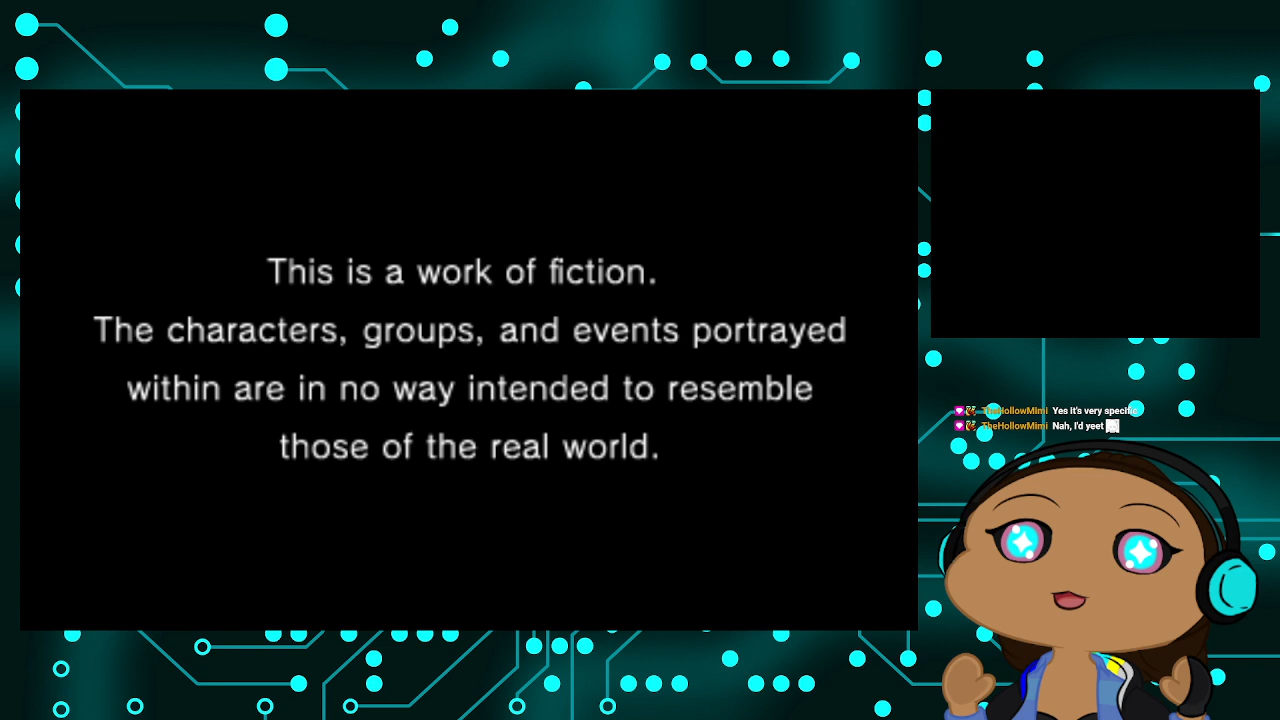 This is a work of fiction.
The characters, groups, and events portrayed
within are in no way intended to resemble
those of the real world.
TheHollowMimi Yes it's very specific
TheHollowMimi Nah, I'd yeet